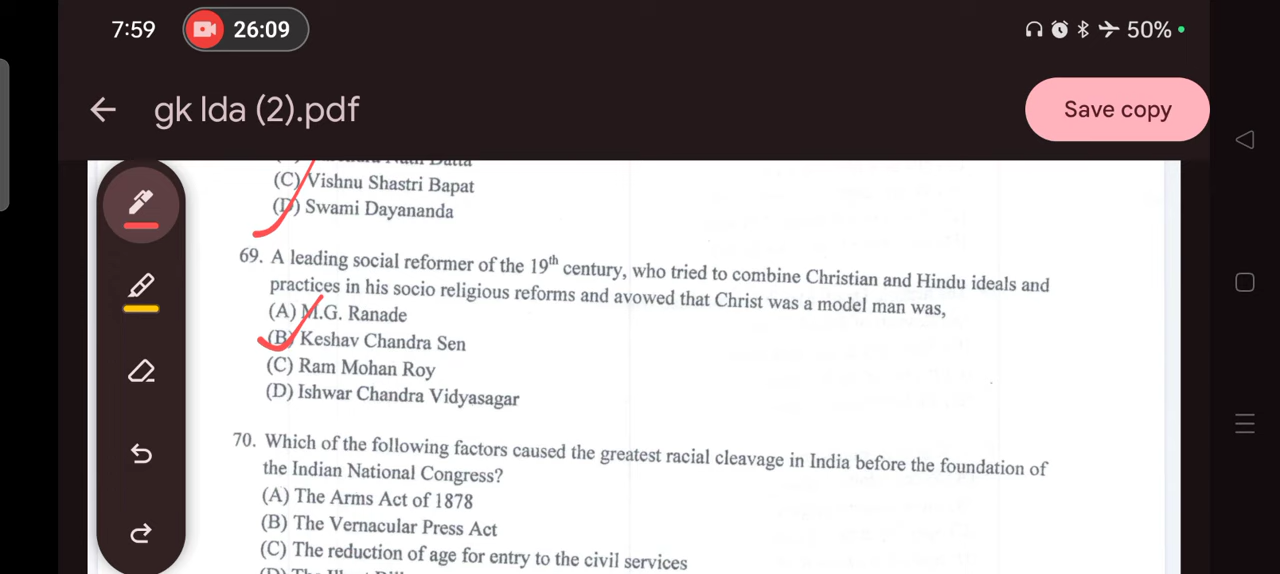 7:59 26:09 50%
gk lda (2).pdf Save copy
Datta
(C) Vishnu Shastri Bapat
(D) Swami Dayananda
69. A leading social reformer of the 19th century, who tried to combine Christian and Hindu ideals and
practices in his socio religious reforms and avowed that Christ was a model man was,
(A) M.G. Ranade
(B) Keshav Chandra Sen
(C) Ram Mohan Roy
(D) Ishwar Chandra Vidyasagar
70. Which of the following factors caused the greatest racial cleavage in India before the foundation of
the Indian National Congress?
(A) The Arms Act of 1878
(B) The Vernacular Press Act
(C) The reduction of age for entry to the civil services